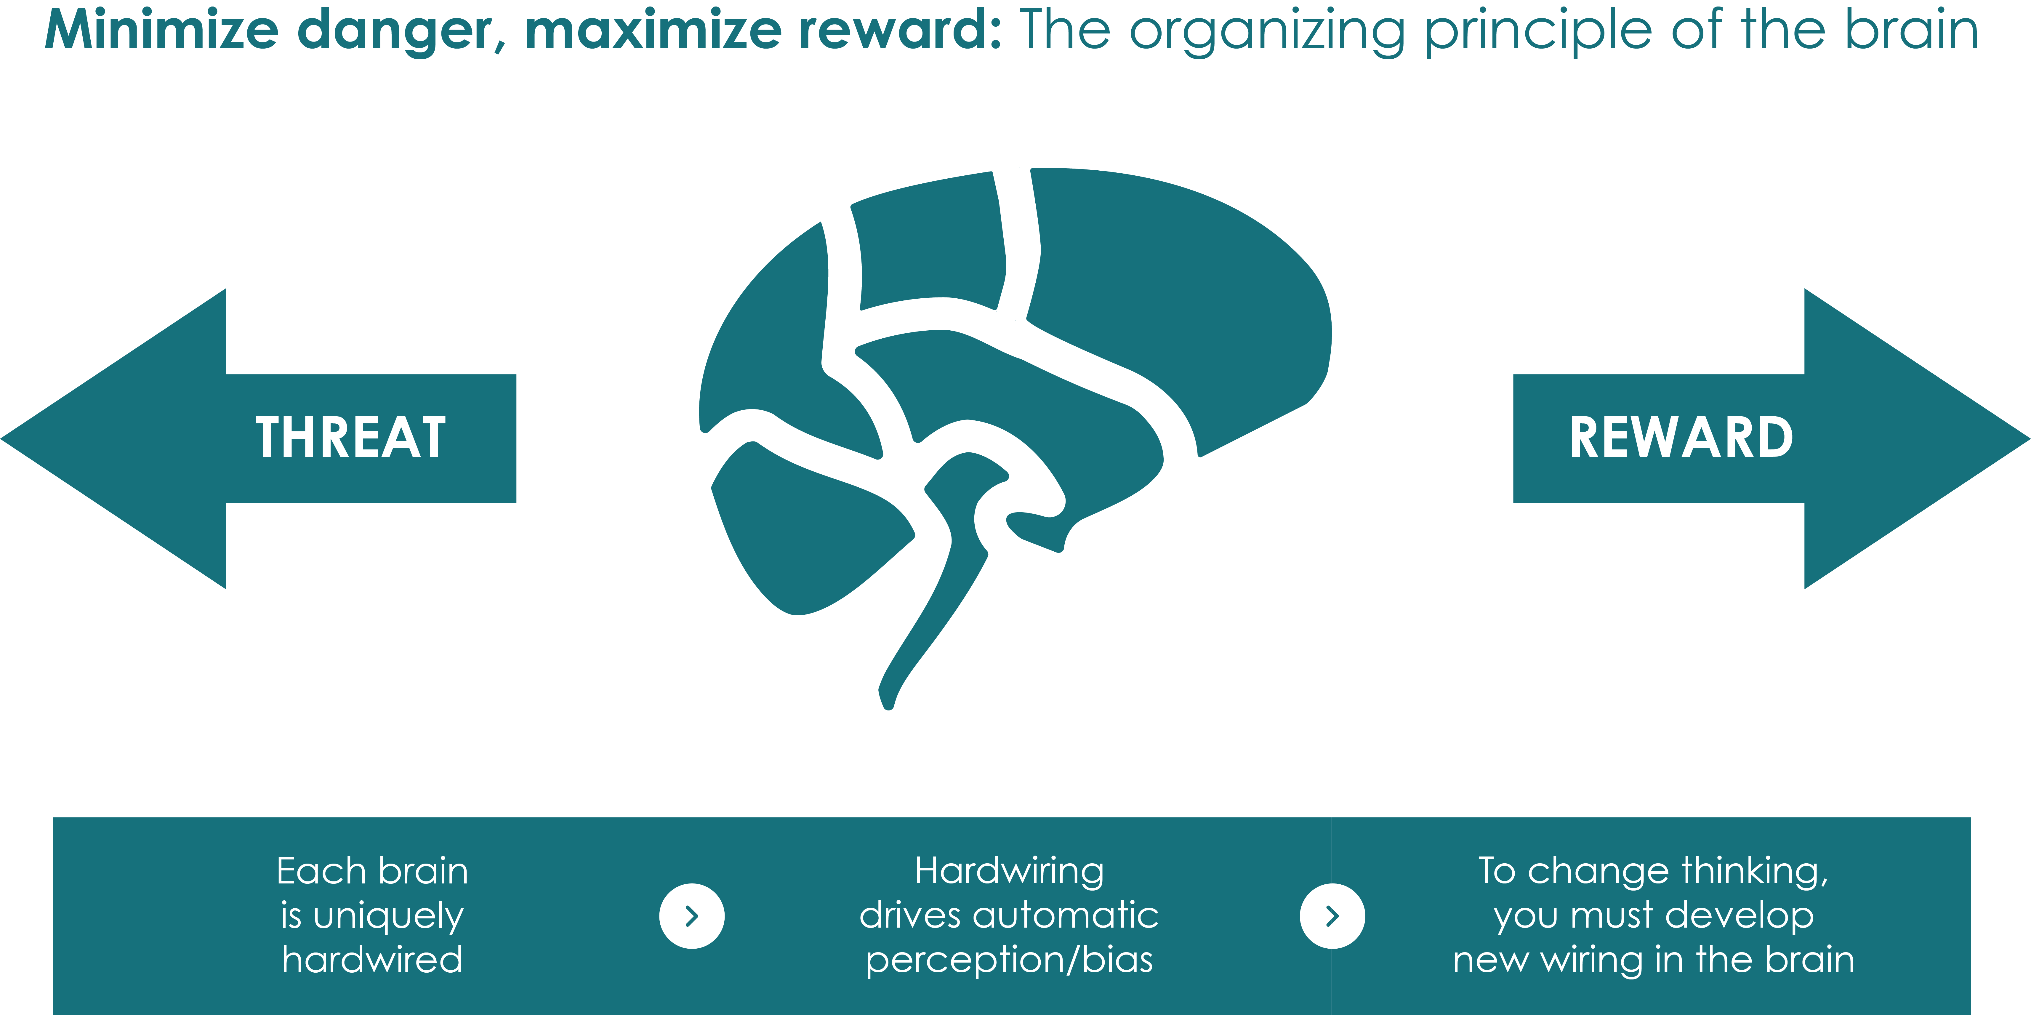 Minimize danger, maximize reward: The organizing principle of the brain
THREAT
REWARD
Each brain
is uniquely
hardwired
Hardwiring
drives automatic
perception/bias
To change thinking,
you must develop
new wiring in the brain